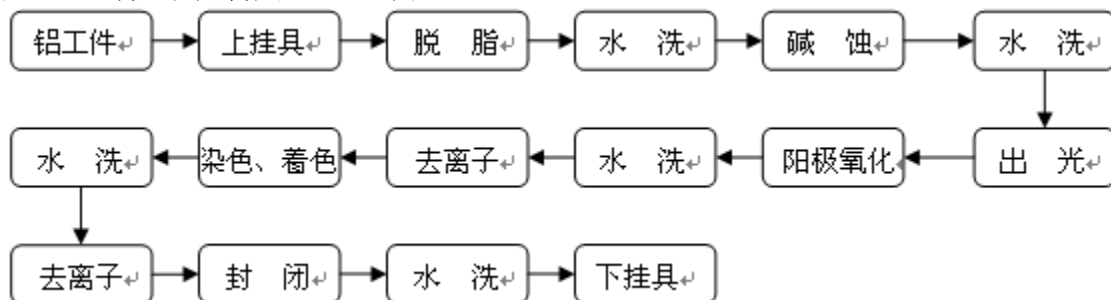 铝工件 上挂具 脱 脂 水 洗 碱 蚀 水 洗
水 洗 染色、着色 去离子 水 洗 阳极氧化 出 光
去离子 封 闭 水 洗 下挂具